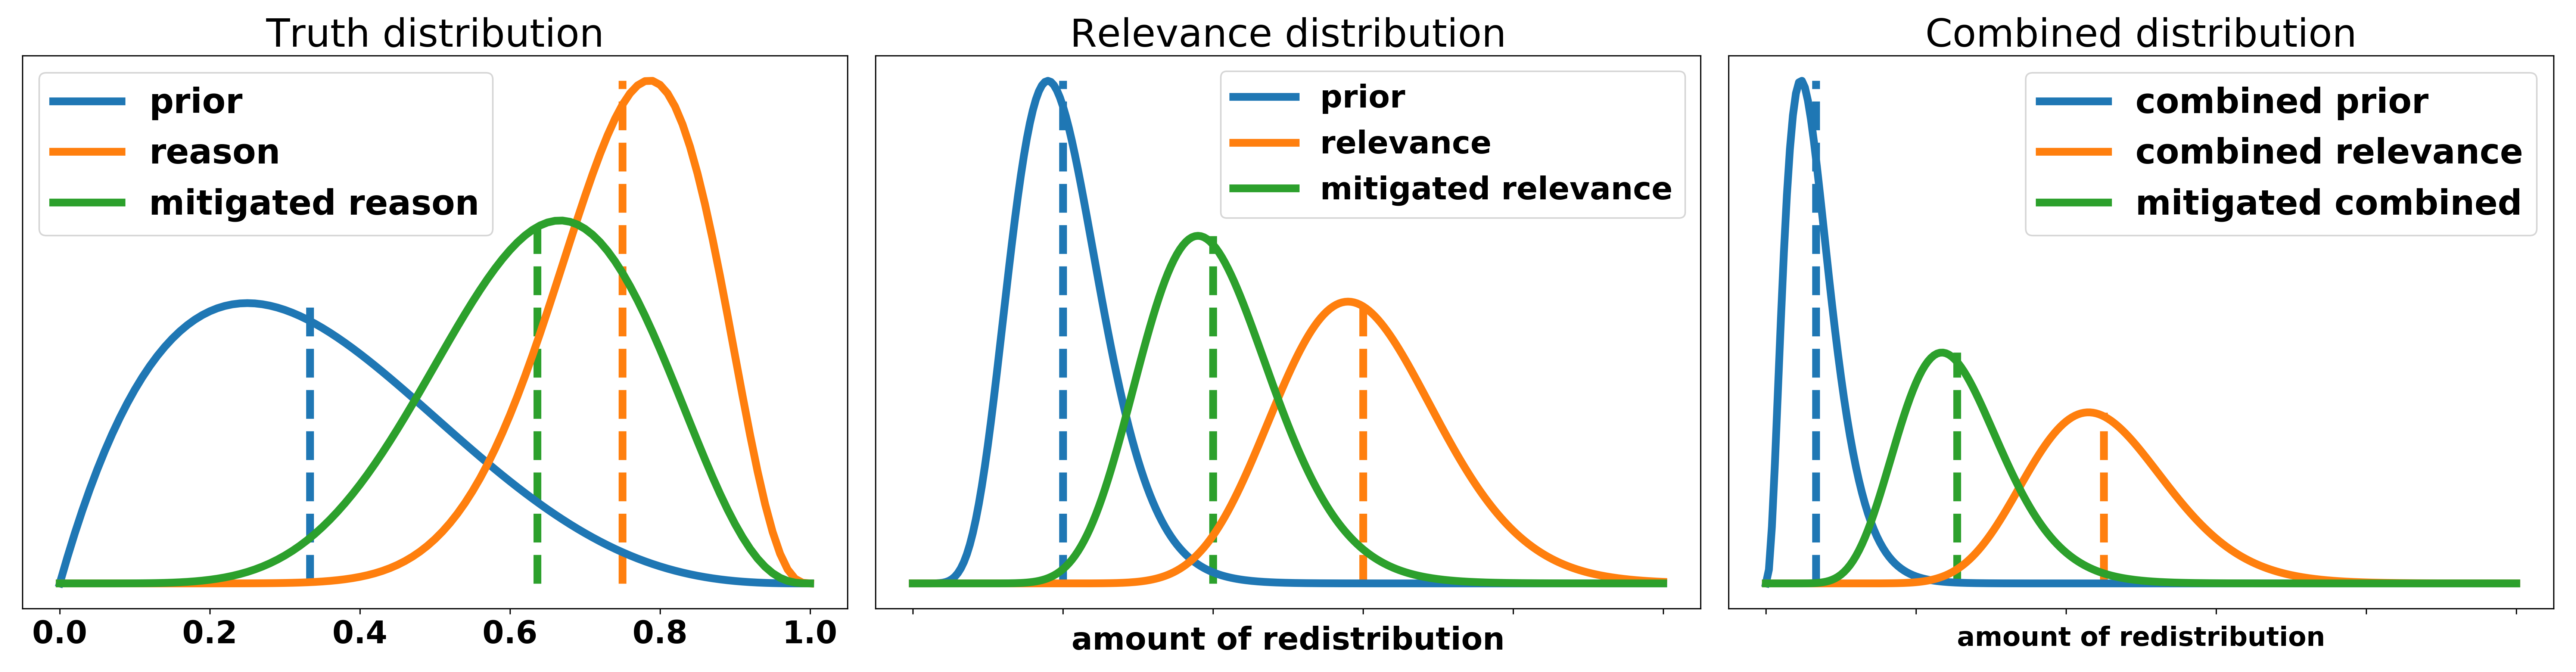 Truth distribution
prior
reason
mitigated reason
0.0 0.2 0.4 0.6 0.8 1.0
Relevance distribution
prior
relevance
mitigated relevance
amount of redistribution
Combined distribution
combined prior
combined relevance
mitigated combined
amount of redistribution